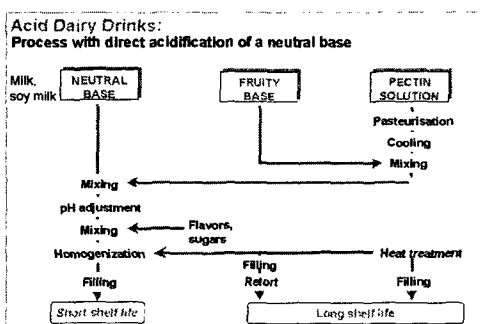 Acid Dairy Drinks:
Process with direct acidification of a neutral base
Milk,
soy milk
NEUTRAL
BASE
FRUITY
BASE
PECTIN
SOLUTION
Pasteurisation
Cooling
Mixing
Mixing
pH adjustment
Mixing
Flavors,
sugars
Homogenization
Heat treatment
Filling
Retort
Filling
Filling
Short shelf life
Long shelf life